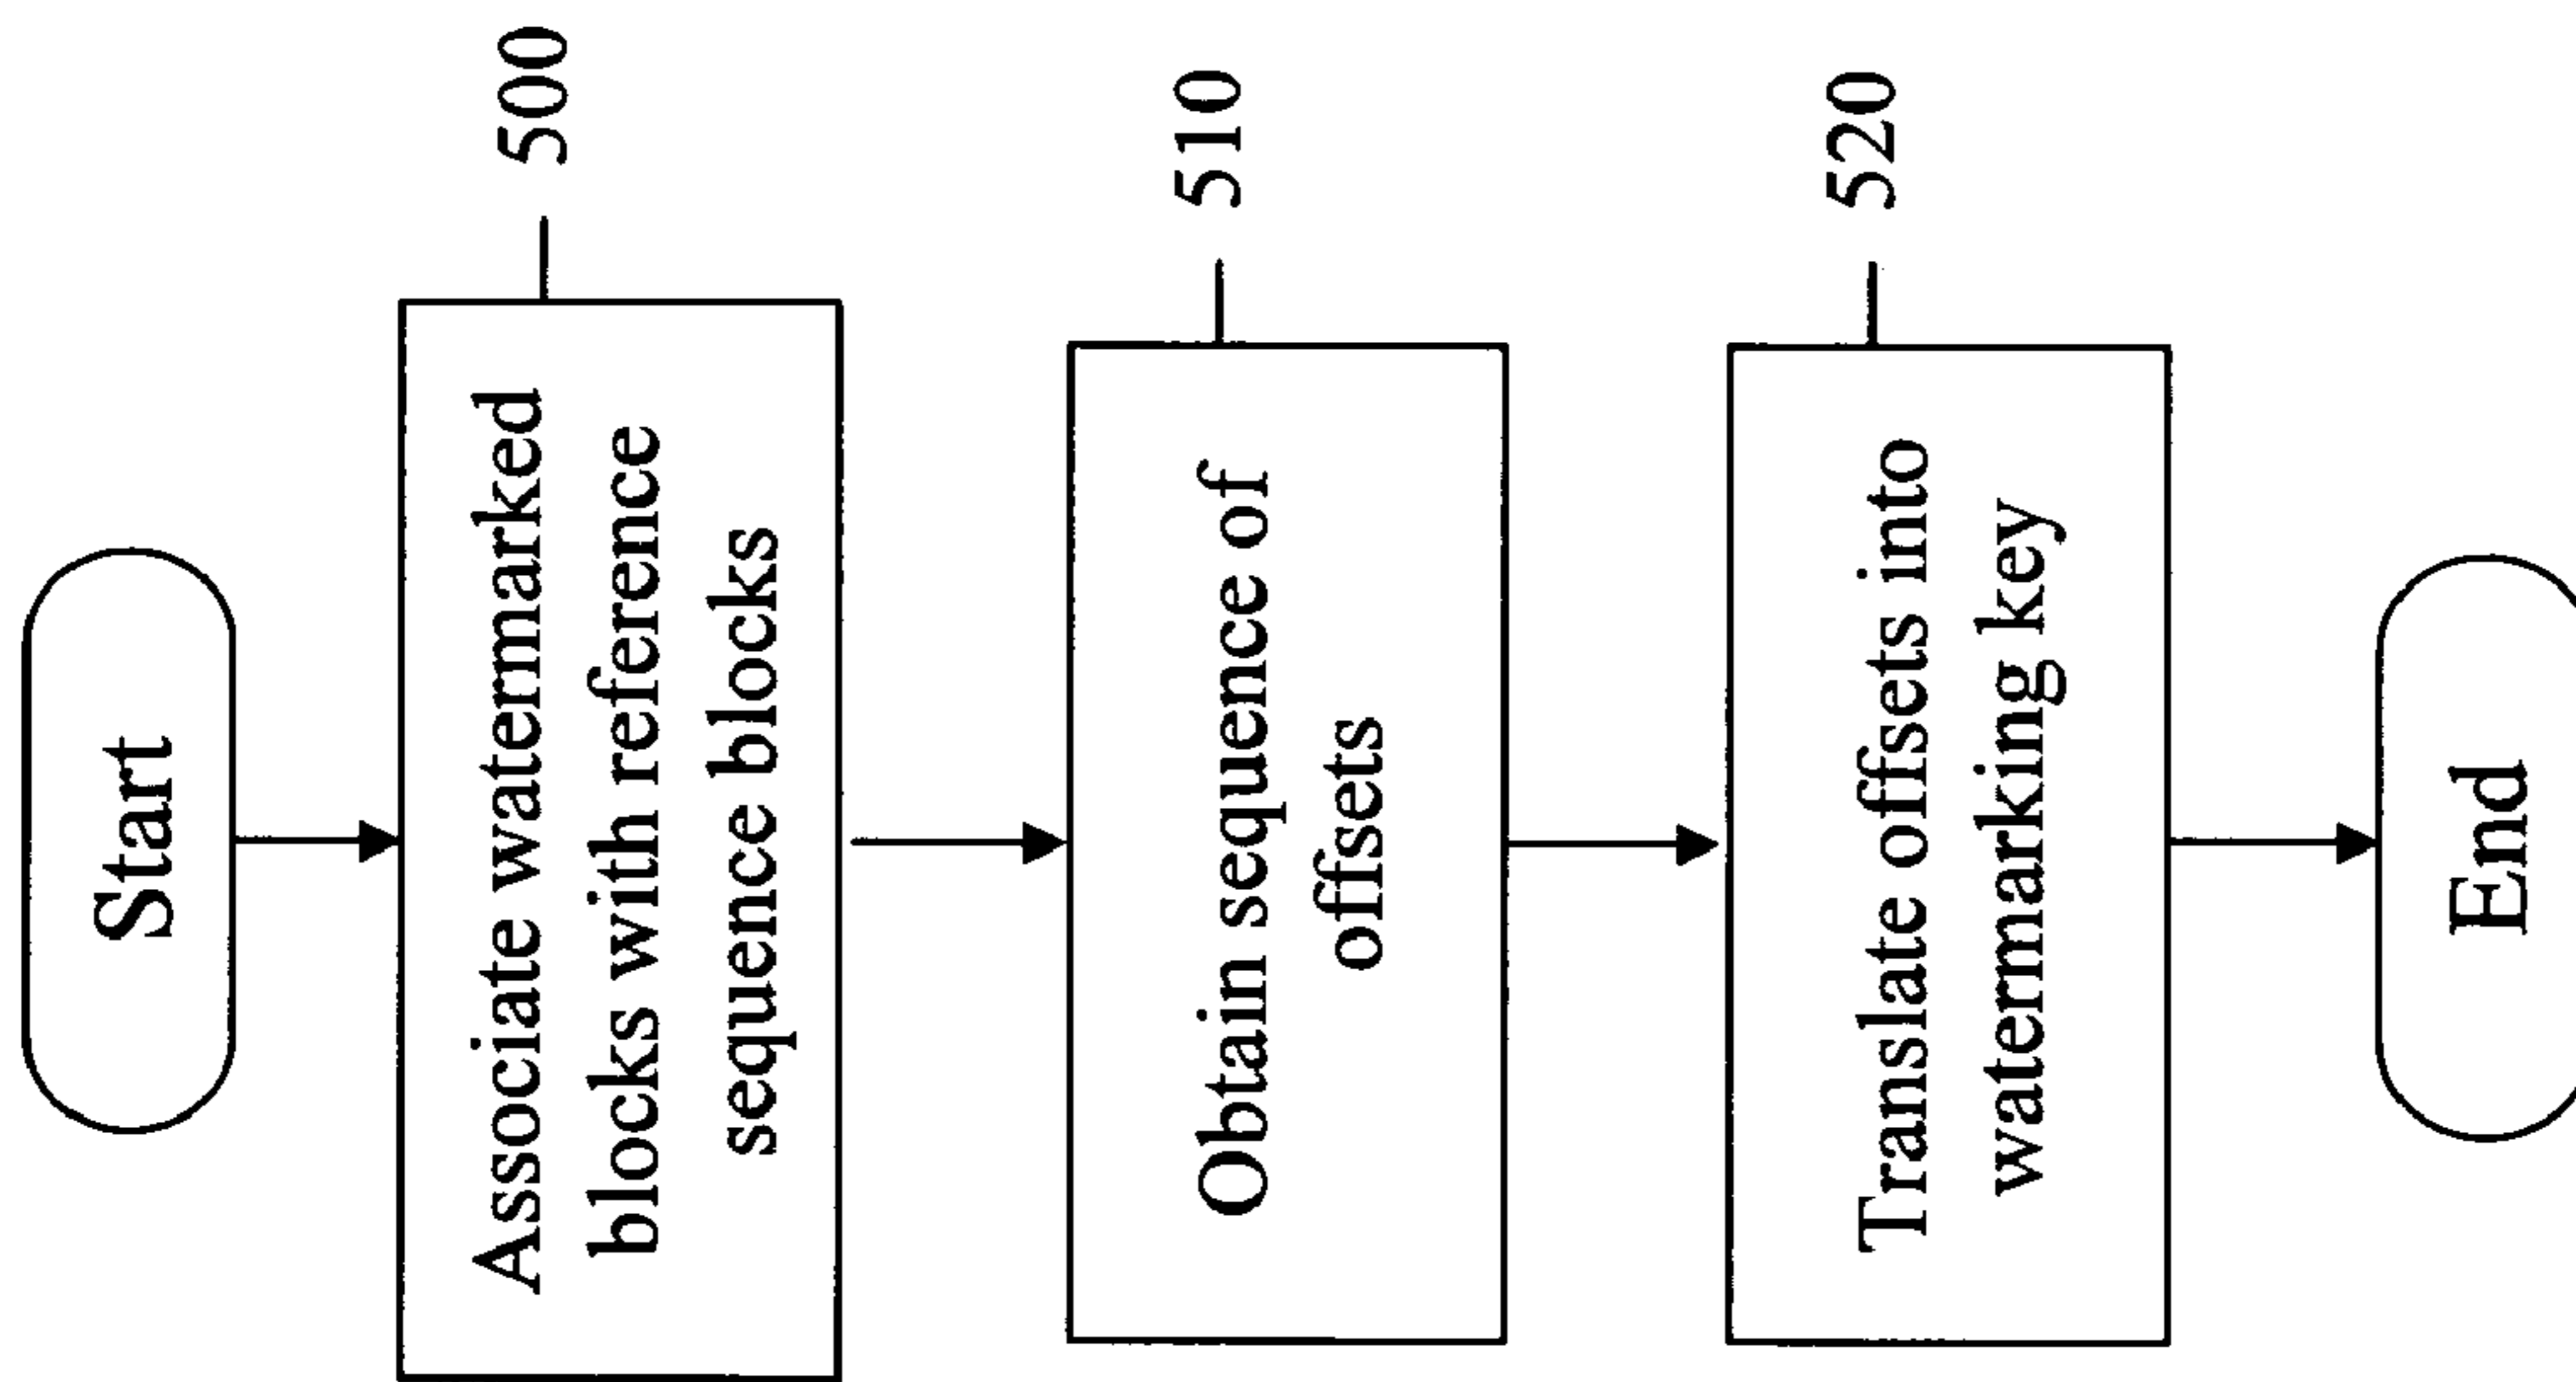 Start
Associate watermarked
blocks with reference
sequence blocks
500
Obtain sequence of
offsets
510
Translate offsets into
watermarking key
520
End